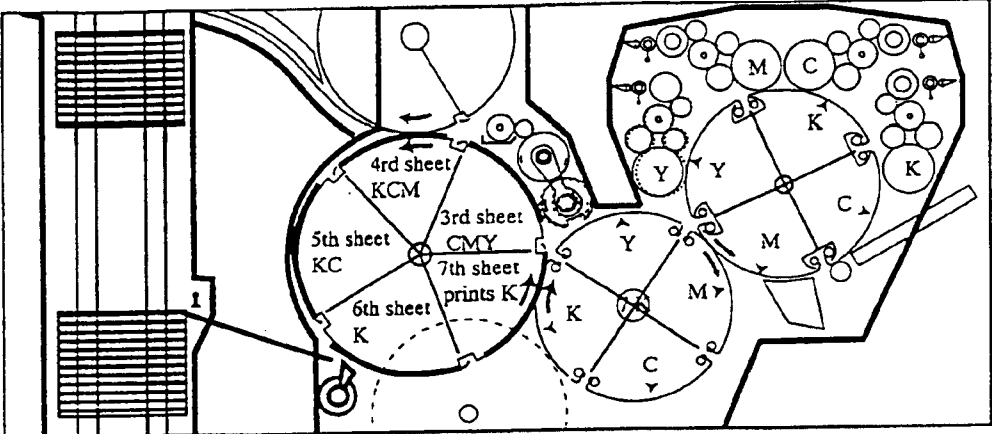 M
C
K
Y
Y
K
C
M
4rd sheet
KCM
3rd sheet
CMY
5th sheet
KC
7th sheet
prints K
6th sheet
K
Y
M
K
C
1